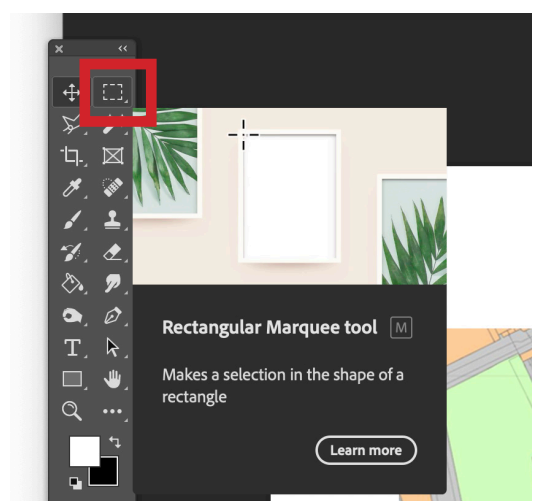 Rectangular Marquee tool M
Makes a selection in the shape of a
rectangle
Learn more